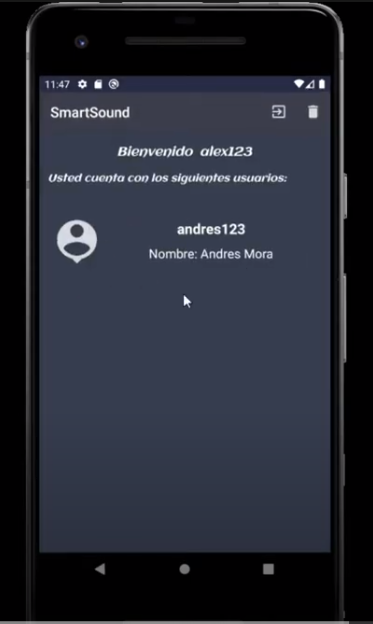 11:47
SmartSound
Bienvenido alex123
Usted cuenta con los siguientes usuarios:
andres123
Nombre: Andres Mora